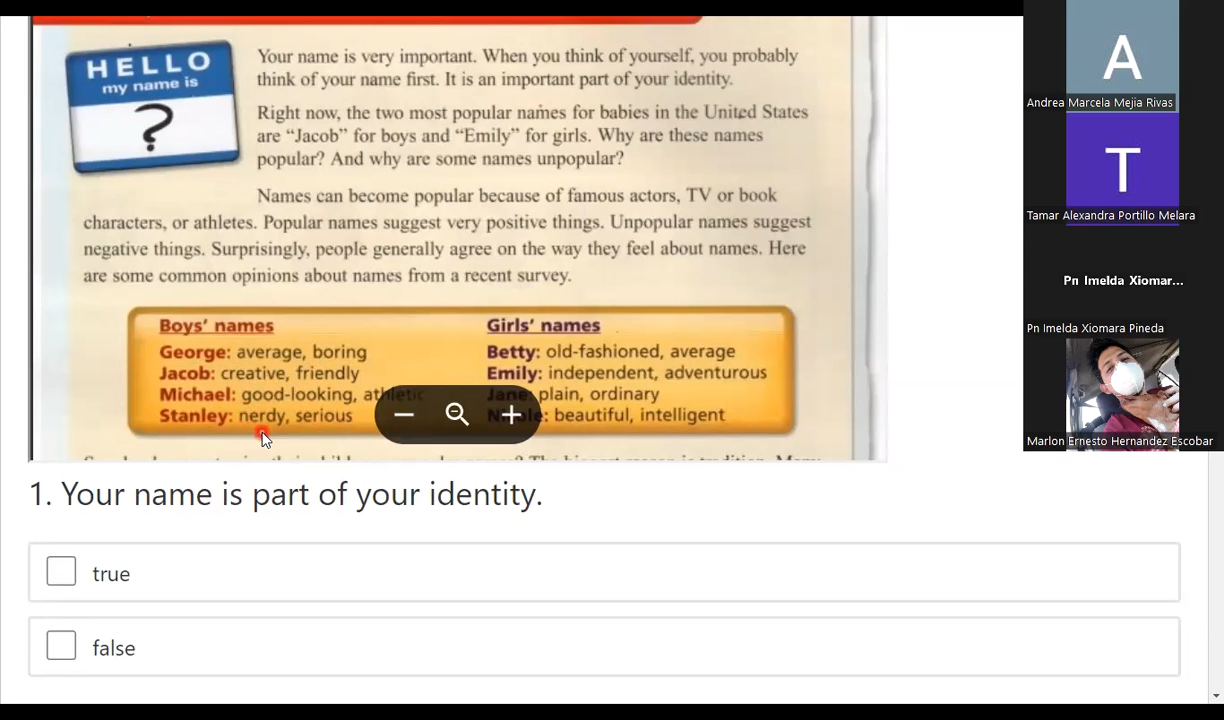 HELLO
my name is
?
Your name is very important. When you think of yourself, you probably
think of your name first. It is an important part of your identity.
Right now, the two most popular names for babies in the United States
are “Jacob” for boys and “Emily” for girls. Why are these names
popular? And why are some names unpopular?
Names can become popular because of famous actors, TV or book
characters, or athletes. Popular names suggest very positive things. Unpopular names suggest
negative things. Surprisingly, people generally agree on the way they feel about names. Here
are some common opinions about names from a recent survey.
Boys’ names
George: average, boring
Jacob: creative, friendly
Michael: good-looking, athletic
Stanley: nerdy, serious
Girls’ names
Betty: old-fashioned, average
Emily: independent, adventurous
Jane: plain, ordinary
: beautiful, intelligent
1. Your name is part of your identity.
true
false
A
Andrea Marcela Mejia Rivas
T
Tamar Alexandra Portillo Melara
Pn Imelda Xiomar...
Pn Imelda Xiomara Pineda
Marlon Ernesto Hernandez Escobar